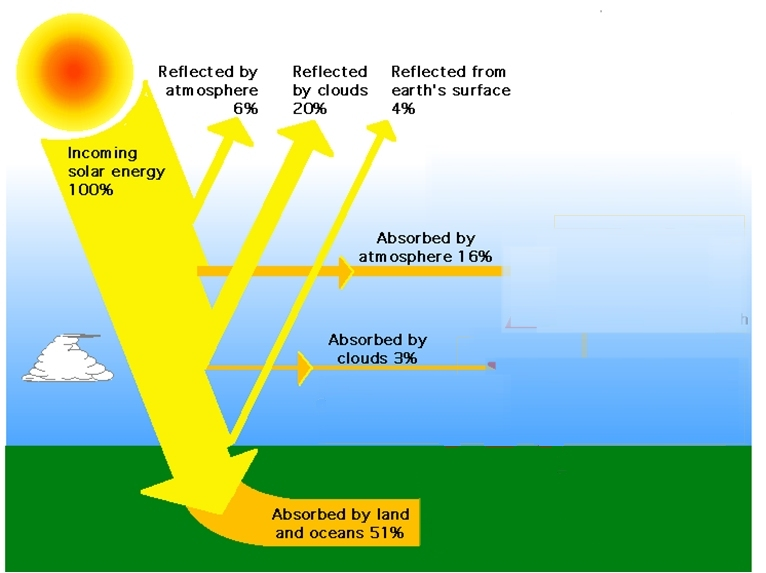 Reflected by
atmosphere
6%
Reflected
by clouds
20%
Reflected from
earth's surface
4%
Incoming
solar energy
100%
Absorbed by
atmosphere 16%
Absorbed by
clouds 3%
Absorbed by land
and oceans 51%